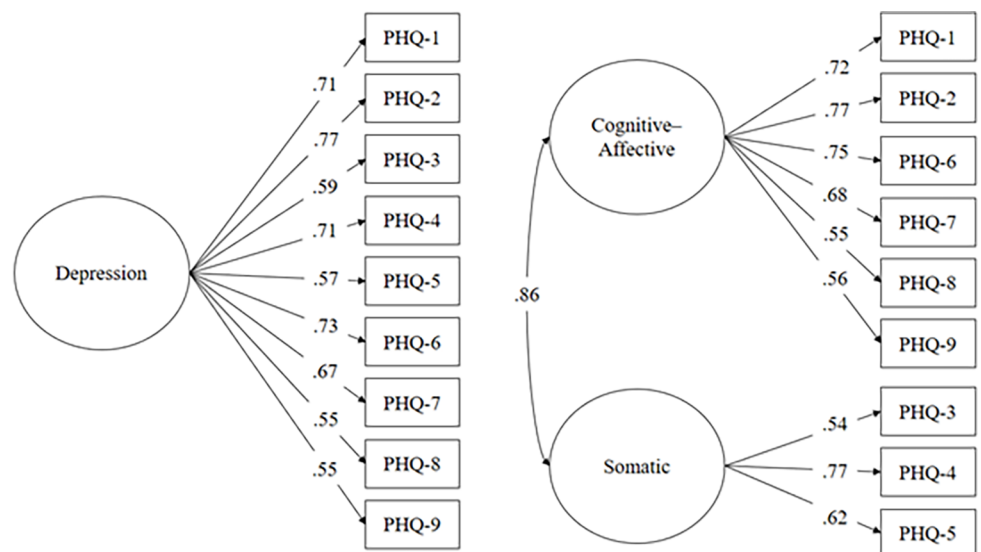 Depression
.71
.77
.59
.71
.57
.73
.67
.55
.55
PHQ-1
PHQ-2
PHQ-3
PHQ-4
PHQ-5
PHQ-6
PHQ-7
PHQ-8
PHQ-9
.86
Cognitive–
Affective
.72
.77
.75
.68
.55
.56
PHQ-1
PHQ-2
PHQ-6
PHQ-7
PHQ-8
PHQ-9
Somatic
.54
.77
.62
PHQ-3
PHQ-4
PHQ-5